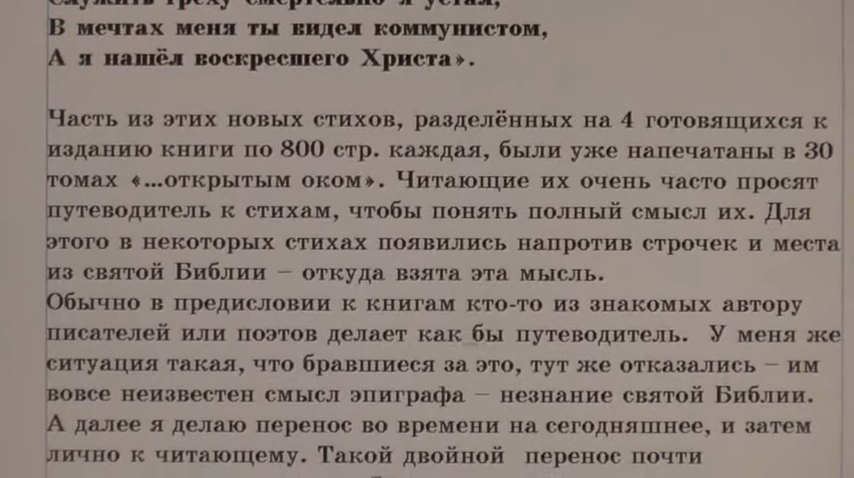 Служить греху смертельно я устал,
В мечтах меня ты видел коммунистом,
А я нашёл воскресшего Христа».
Часть из этих новых стихов, разделённых на 4 готовящихся к
изданию книги по 800 стр. каждая, были уже напечатаны в 30
томах «...открытым оком». Читающие их очень часто просят
путеводитель к стихам, чтобы понять полный смысл их. Для
этого в некоторых стихах появились напротив строчек и места
из святой Библии – откуда взята эта мысль.
Обычно в предисловии к книгам кто-то из знакомых автору
писателей или поэтов делает как бы путеводитель. У меня же
ситуация такая, что бравшиеся за это, тут же отказались – им
вовсе неизвестен смысл эпиграфа – незнание святой Библии.
А далее я делаю перенос во времени на сегодняшнее, и затем
лично к читающему. Такой двойной перенос почти